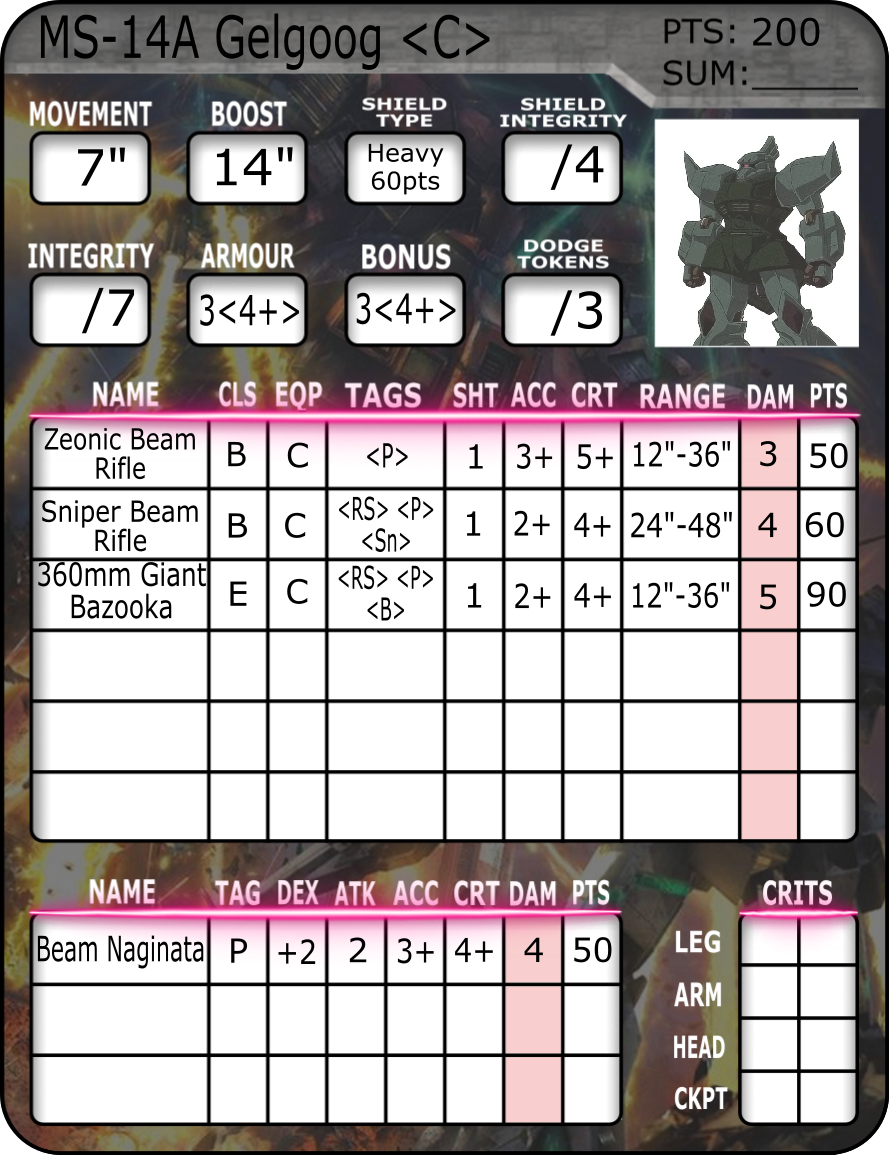 MS-14A Gelgoog <C>
PTS: 200
SUM:______
MOVEMENT BOOST SHIELD TYPE SHIELD INTEGRITY
7" 14" Heavy 60pts /4
INTEGRITY ARMOUR BONUS DODGE TOKENS
/7 3<4+> 3<4+> /3
NAME CLS EQP TAGS SHT ACC CRT RANGE DAM PTS
Zeonic Beam Rifle B C <P> 1 3+ 5+ 12"-36" 3 50
Sniper Beam Rifle B C <RS> <P> <Sn> 1 2+ 4+ 24"-48" 4 60
360mm Giant Bazooka E C <RS> <P> <B> 1 2+ 4+ 12"-36" 5 90
NAME TAG DEX ATK ACC CRT DAM PTS
Beam Naginata P +2 2 3+ 4+ 4 50
CRITS
LEG
ARM
HEAD
CKPT